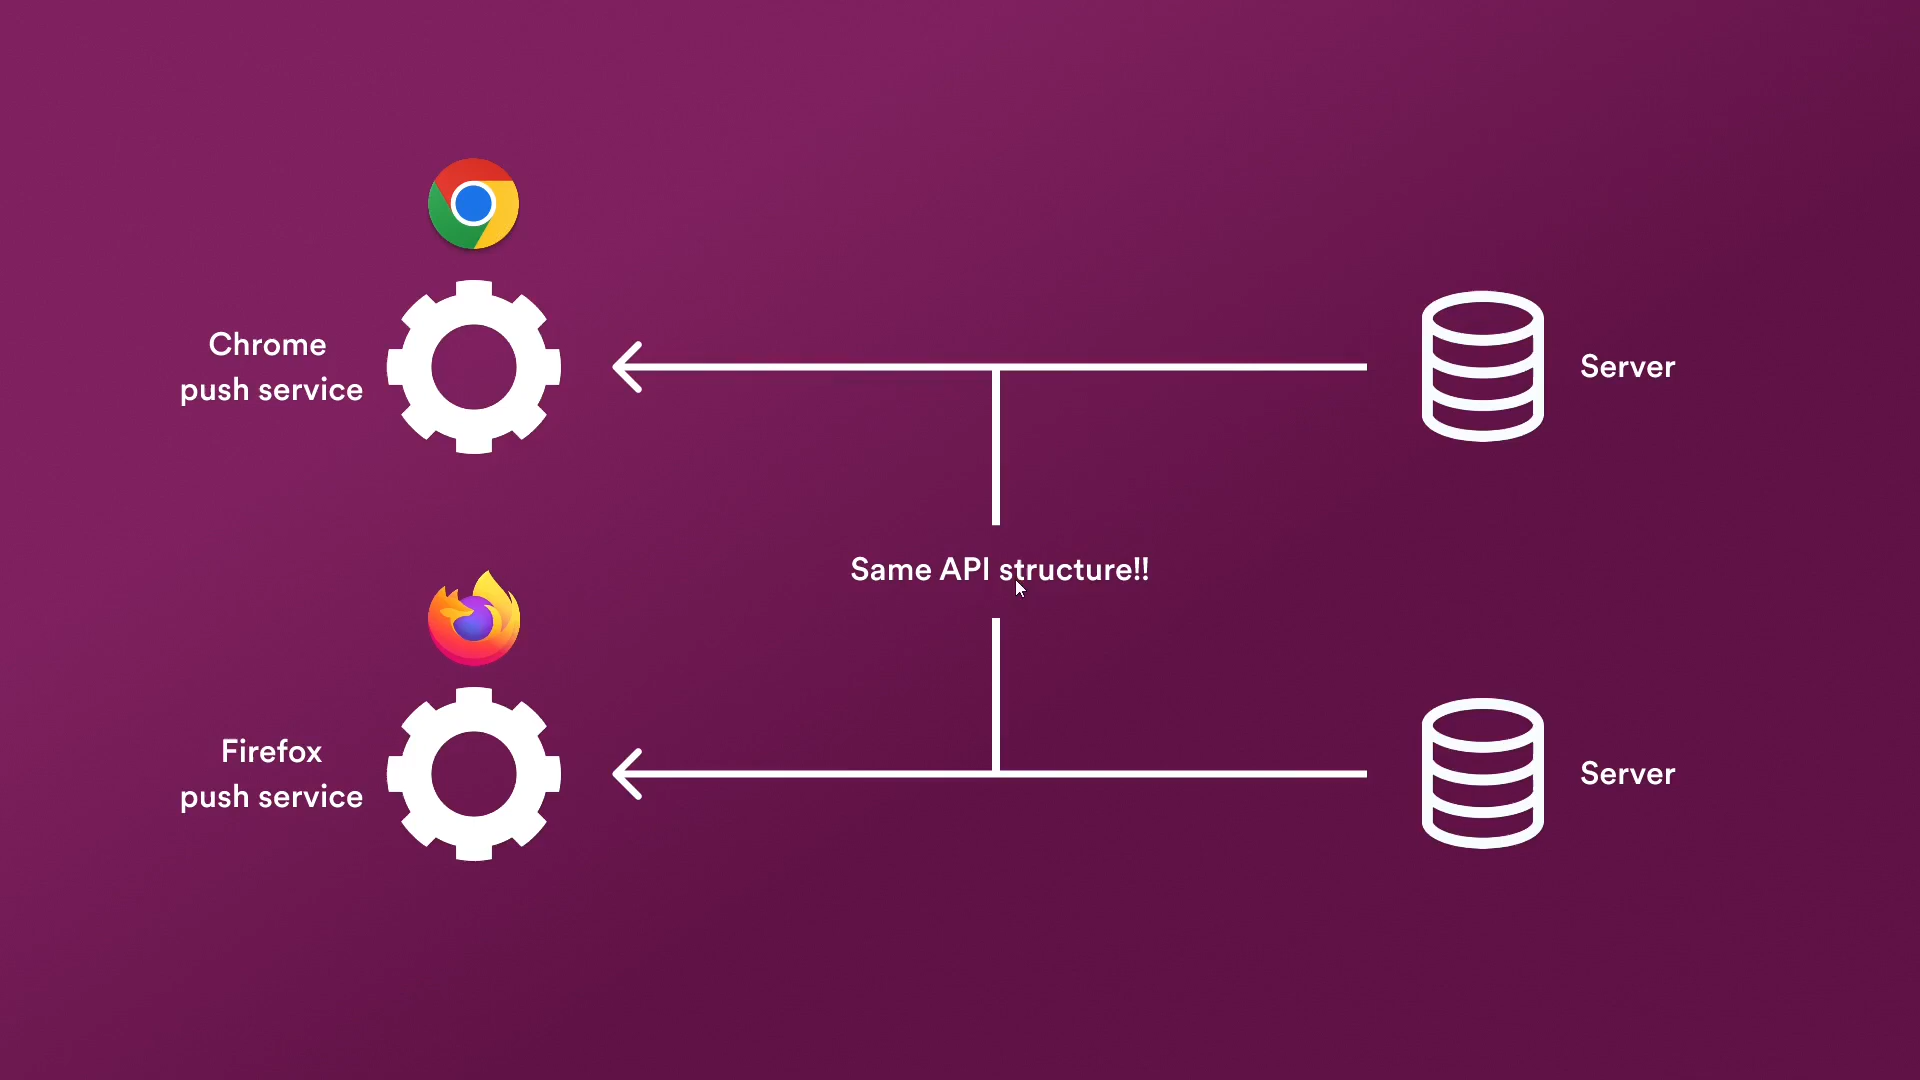 Chrome
push service
Server
Same API structure!!
Firefox
push service
Server